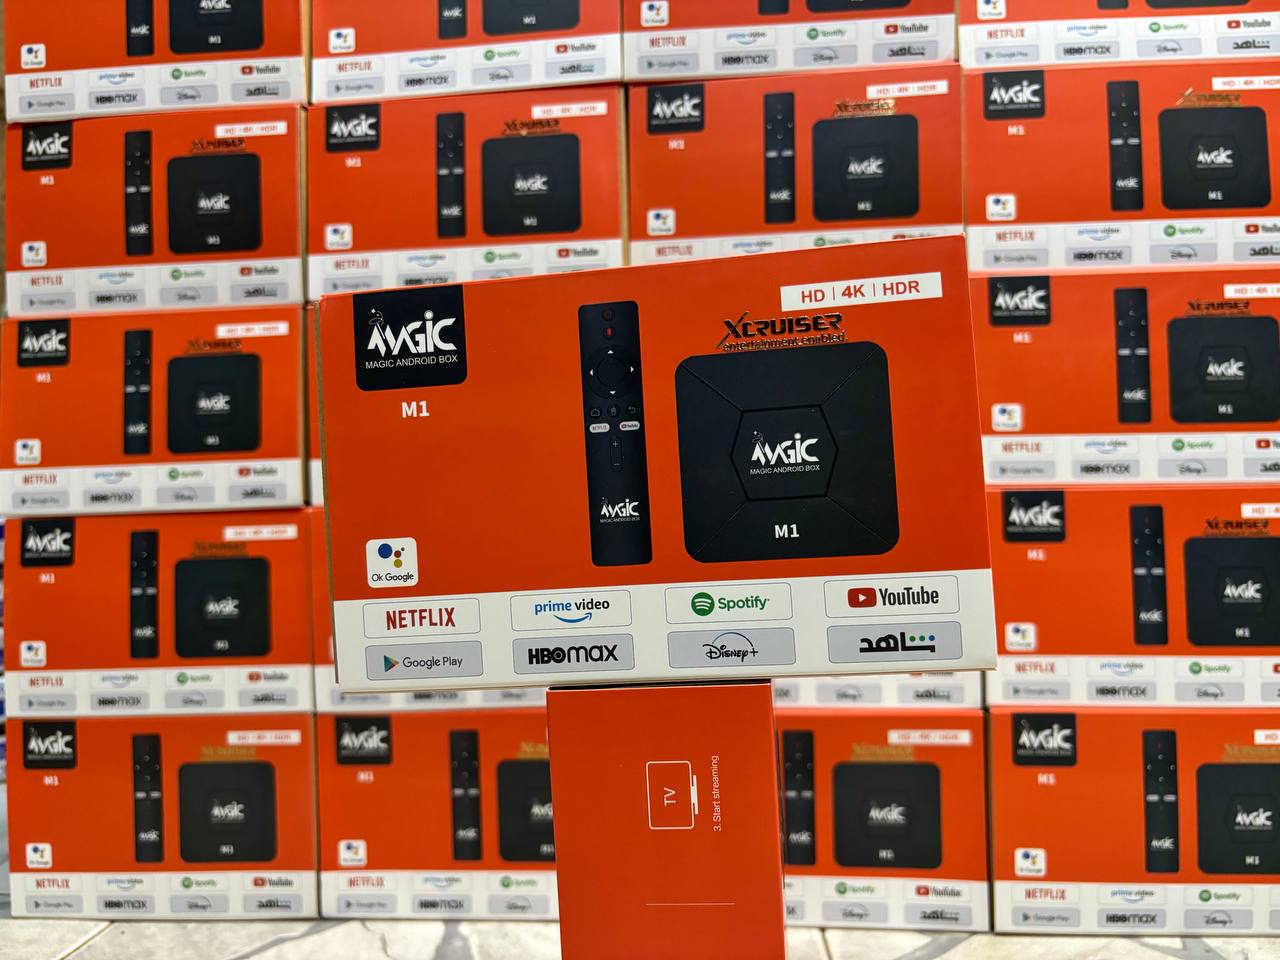 HD | 4K | HDR
MAGIC
MAGIC ANDROID BOX
M1
XCRUISER
entertainment enabled
NETFLIX
YouTube
MAGIC
MAGIC ANDROID BOX
MAGIC
MAGIC ANDROID BOX
M1
Ok Google
NETFLIX
prime video
Spotify
YouTube
Google Play
HBOmax
Disney+
شاهد
TV
3. Start streaming